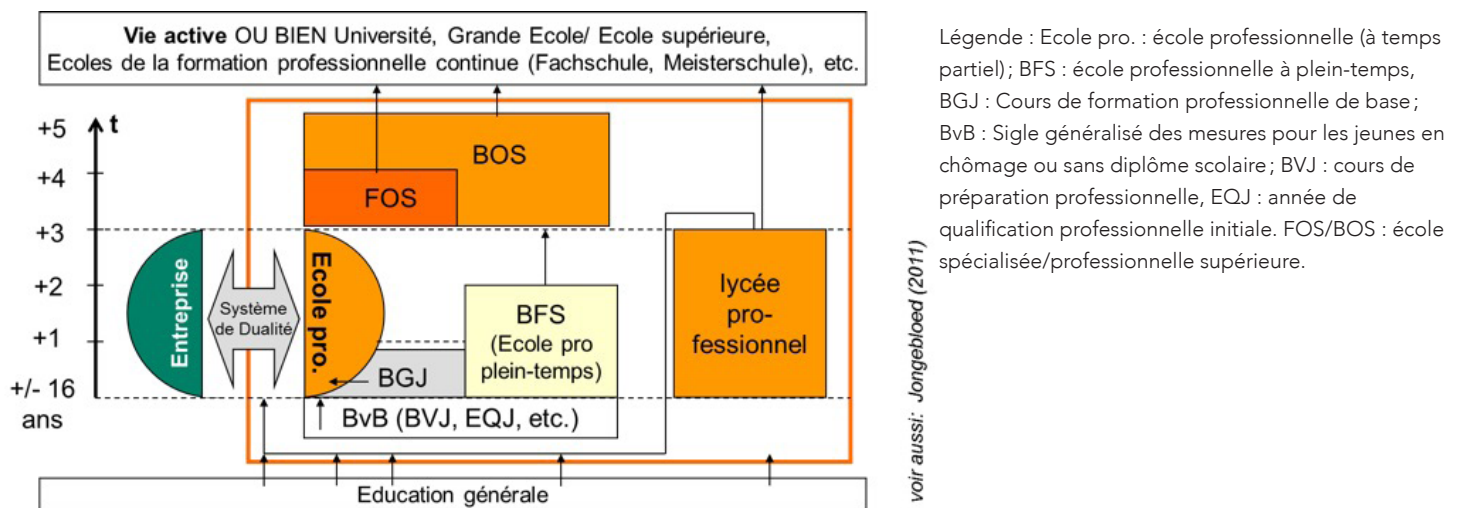 Vie active OU BIEN Université, Grande Ecole/ Ecole supérieure,
Ecoles de la formation professionnelle continue (Fachschule, Meisterschule), etc.
+5
t
+4
+3
+2
+1
+/- 16
ans
BOS
FOS
Entreprise
Système
de Dualité
Ecole pro.
BFS
(Ecole pro
plein-temps)
BGJ
BvB (BVJ, EQJ, etc.)
lycée
pro-
fessionnel
Education générale
voir aussi: Jongebloed (2011)
Légende : Ecole pro. : école professionnelle (à temps
partiel) ; BFS : école professionnelle à plein-temps,
BGJ : Cours de formation professionnelle de base ;
BvB : Sigle généralisé des mesures pour les jeunes en
chômage ou sans diplôme scolaire ; BVJ : cours de
préparation professionnelle, EQJ : année de
qualification professionnelle initiale. FOS/BOS : école
spécialisée/professionnelle supérieure.